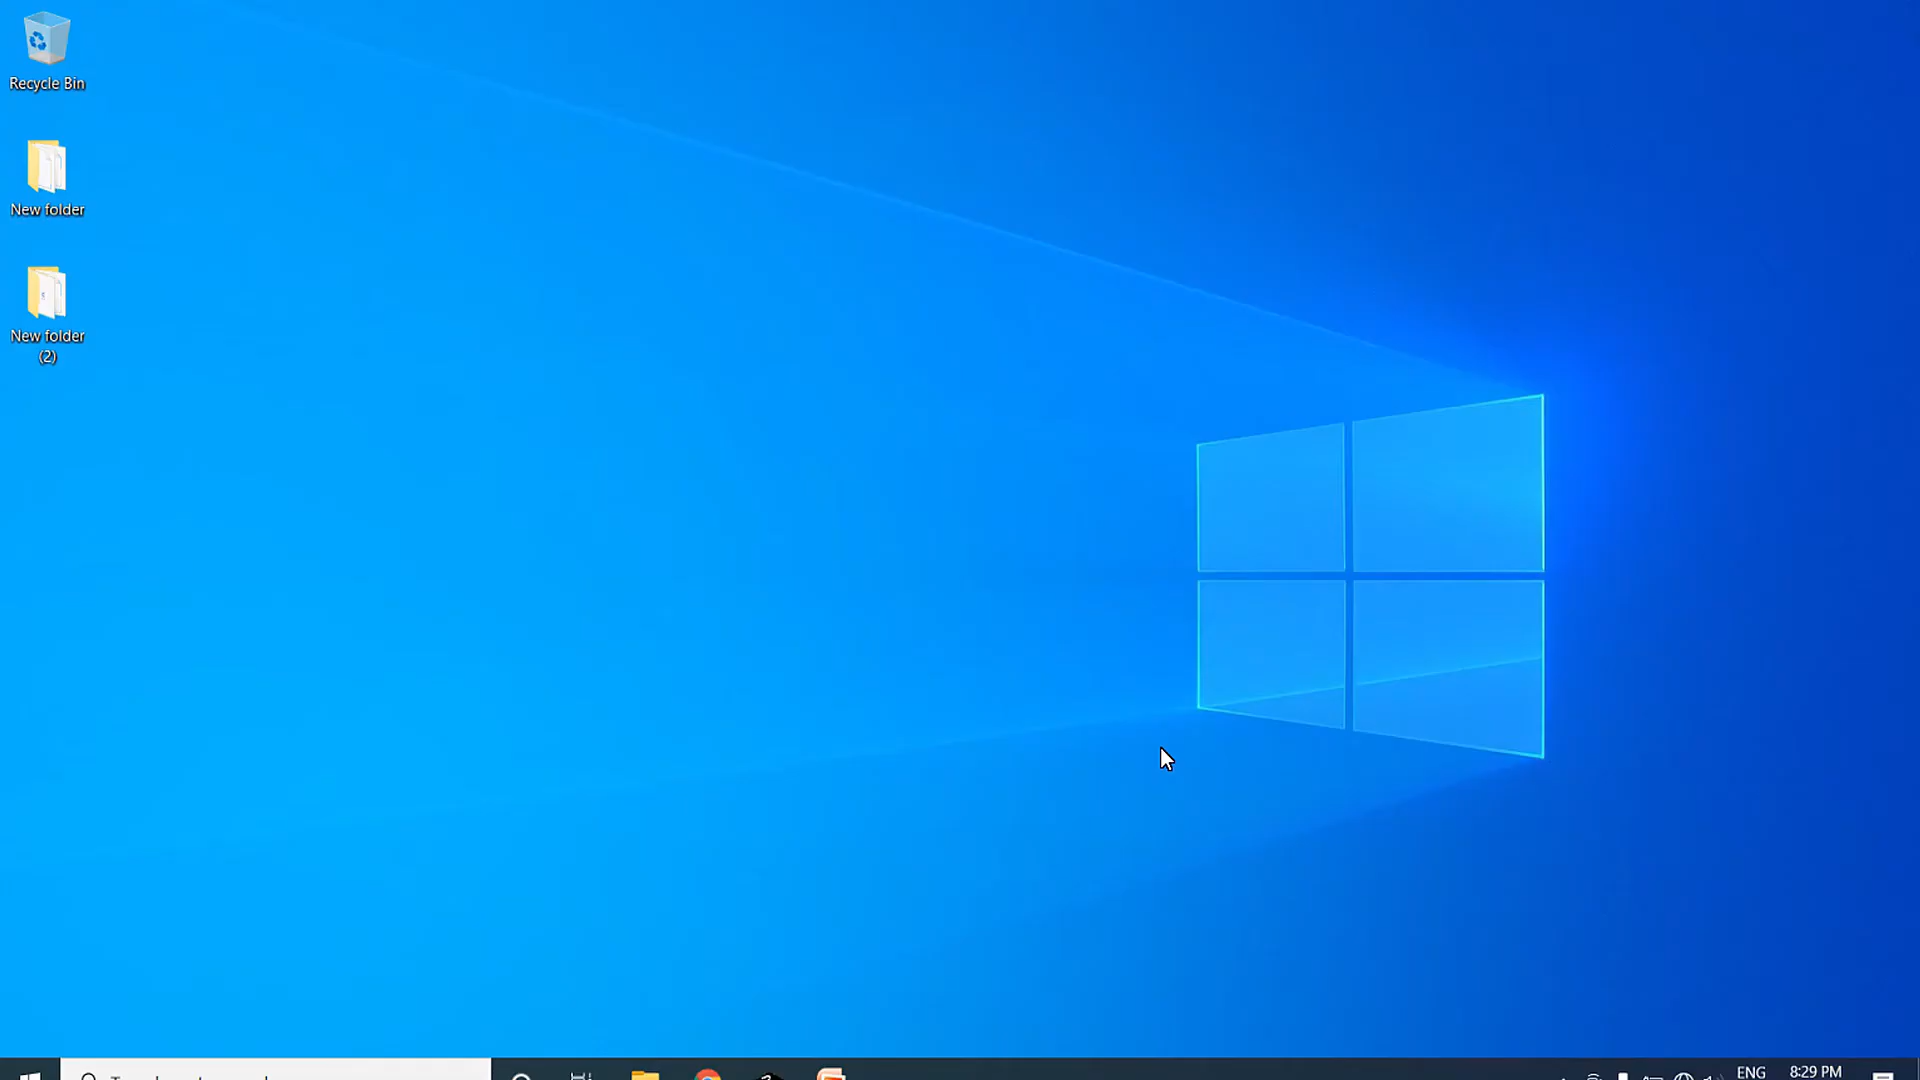 Recycle Bin
New folder
New folder
(2)
ENG
8:29 PM